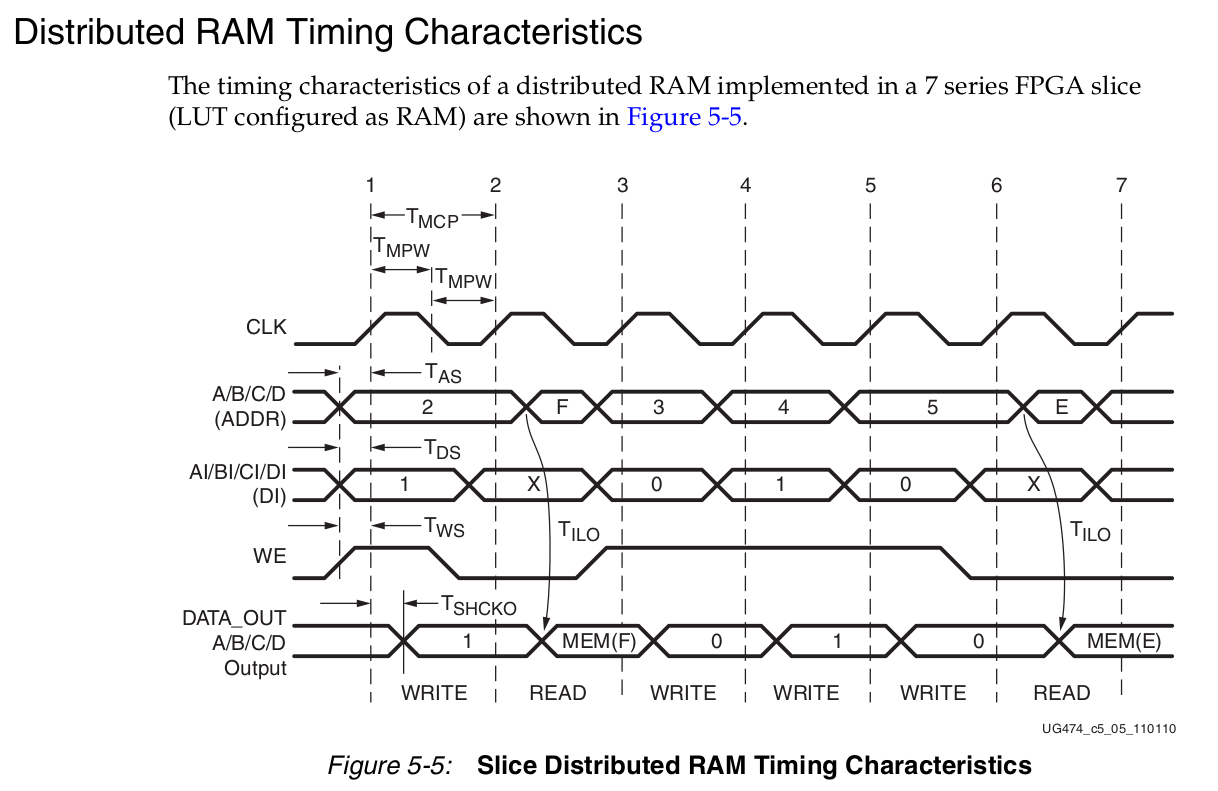 Distributed RAM Timing Characteristics
The timing characteristics of a distributed RAM implemented in a 7 series FPGA slice
(LUT configured as RAM) are shown in Figure 5-5.
1 2 3 4 5 6 7
TMCP
TMPW
TMPW
CLK
TAS
A/B/C/D
(ADDR)
2 F 3 4 5 E
TDS
AI/BI/CI/DI
(DI)
1 X 0 1 0 X
TWS
TILO TILO
WE
TSHCKO
DATA_OUT
A/B/C/D
Output
1 MEM(F) 0 1 0 MEM(E)
WRITE READ WRITE WRITE WRITE READ
UG474_c5_05_110110
Figure 5-5: Slice Distributed RAM Timing Characteristics